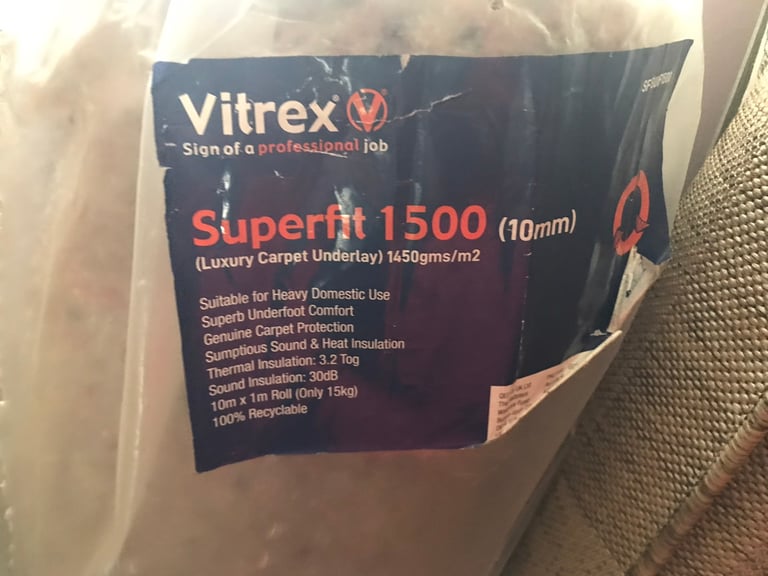 Vitrex
Sign of a professional job
Superfit 1500 (10mm)
(Luxury Carpet Underlay) 1450gms/m2
Suitable for Heavy Domestic Use
Superb Underfoot Comfort
Genuine Carpet Protection
Sumptious Sound & Heat Insulation
Thermal Insulation: 3.2 Tog
Sound Insulation: 30dB
10m x 1m Roll (Only 15kg)
100% Recyclable